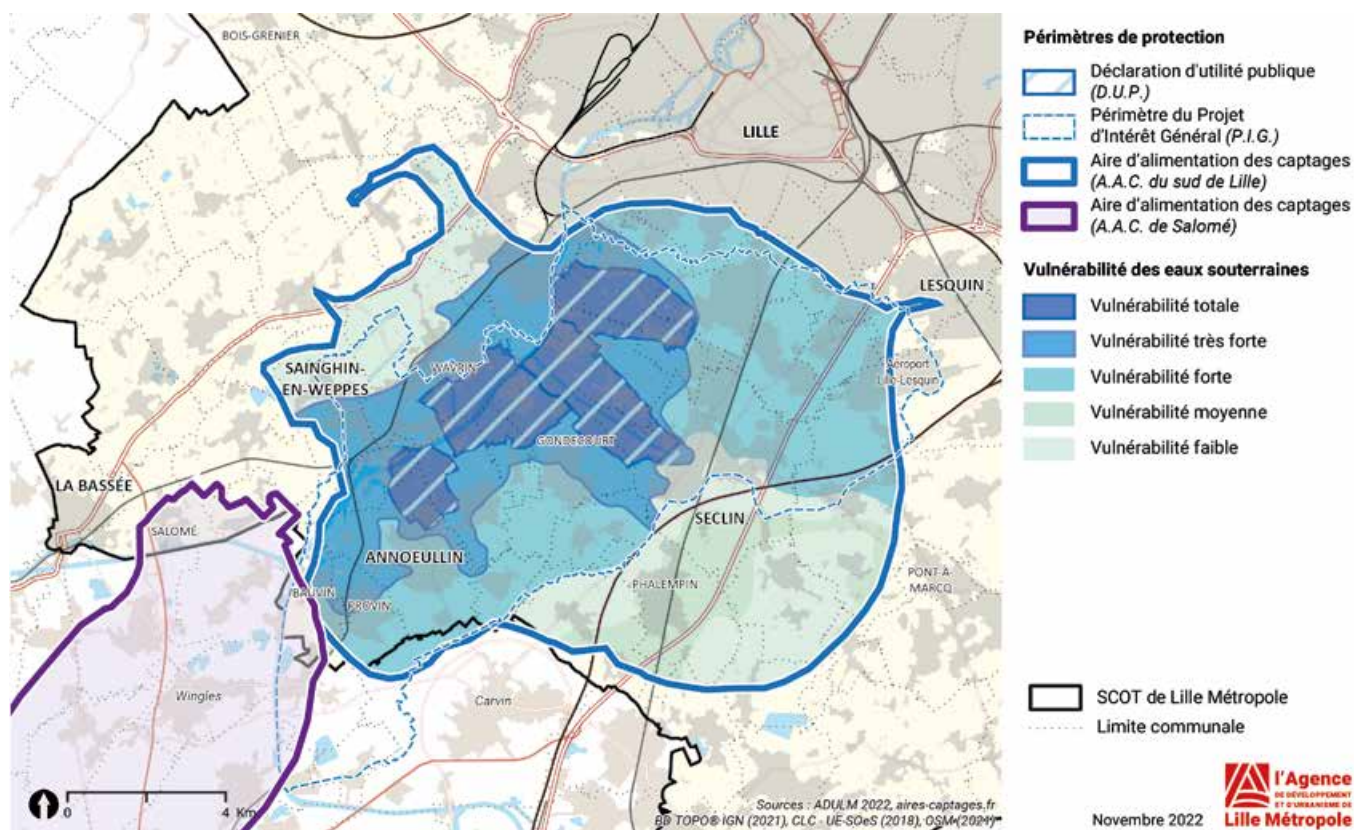 BOIS-GRENIER
LILLE
LESQUIN
Aéroport
Lille-Lesquin
SAINGHIN-
EN-WEPPES
WAVRIN
GONDECOURT
LA BASSÉE
SALOMÉ
SECLIN
ANNOEULLIN
PHALEMPIN
PONT-À-
MARCQ
BAUVIN
PROVIN
Wingles
Carvin
0 4 Km
Sources : ADULM 2022, aires-captages.fr
BD TOPO® IGN (2021), CLC - UE-SOeS (2018), OSM (2021)
Périmètres de protection
Déclaration d'utilité publique
(D.U.P.)
Périmètre du Projet
d'Intérêt Général (P.I.G.)
Aire d'alimentation des captages
(A.A.C. du sud de Lille)
Aire d'alimentation des captages
(A.A.C. de Salomé)
Vulnérabilité des eaux souterraines
Vulnérabilité totale
Vulnérabilité très forte
Vulnérabilité forte
Vulnérabilité moyenne
Vulnérabilité faible
SCOT de Lille Métropole
Limite communale
Novembre 2022
l'Agence
DE DÉVELOPPEMENT
ET D'URBANISME DE
Lille Métropole